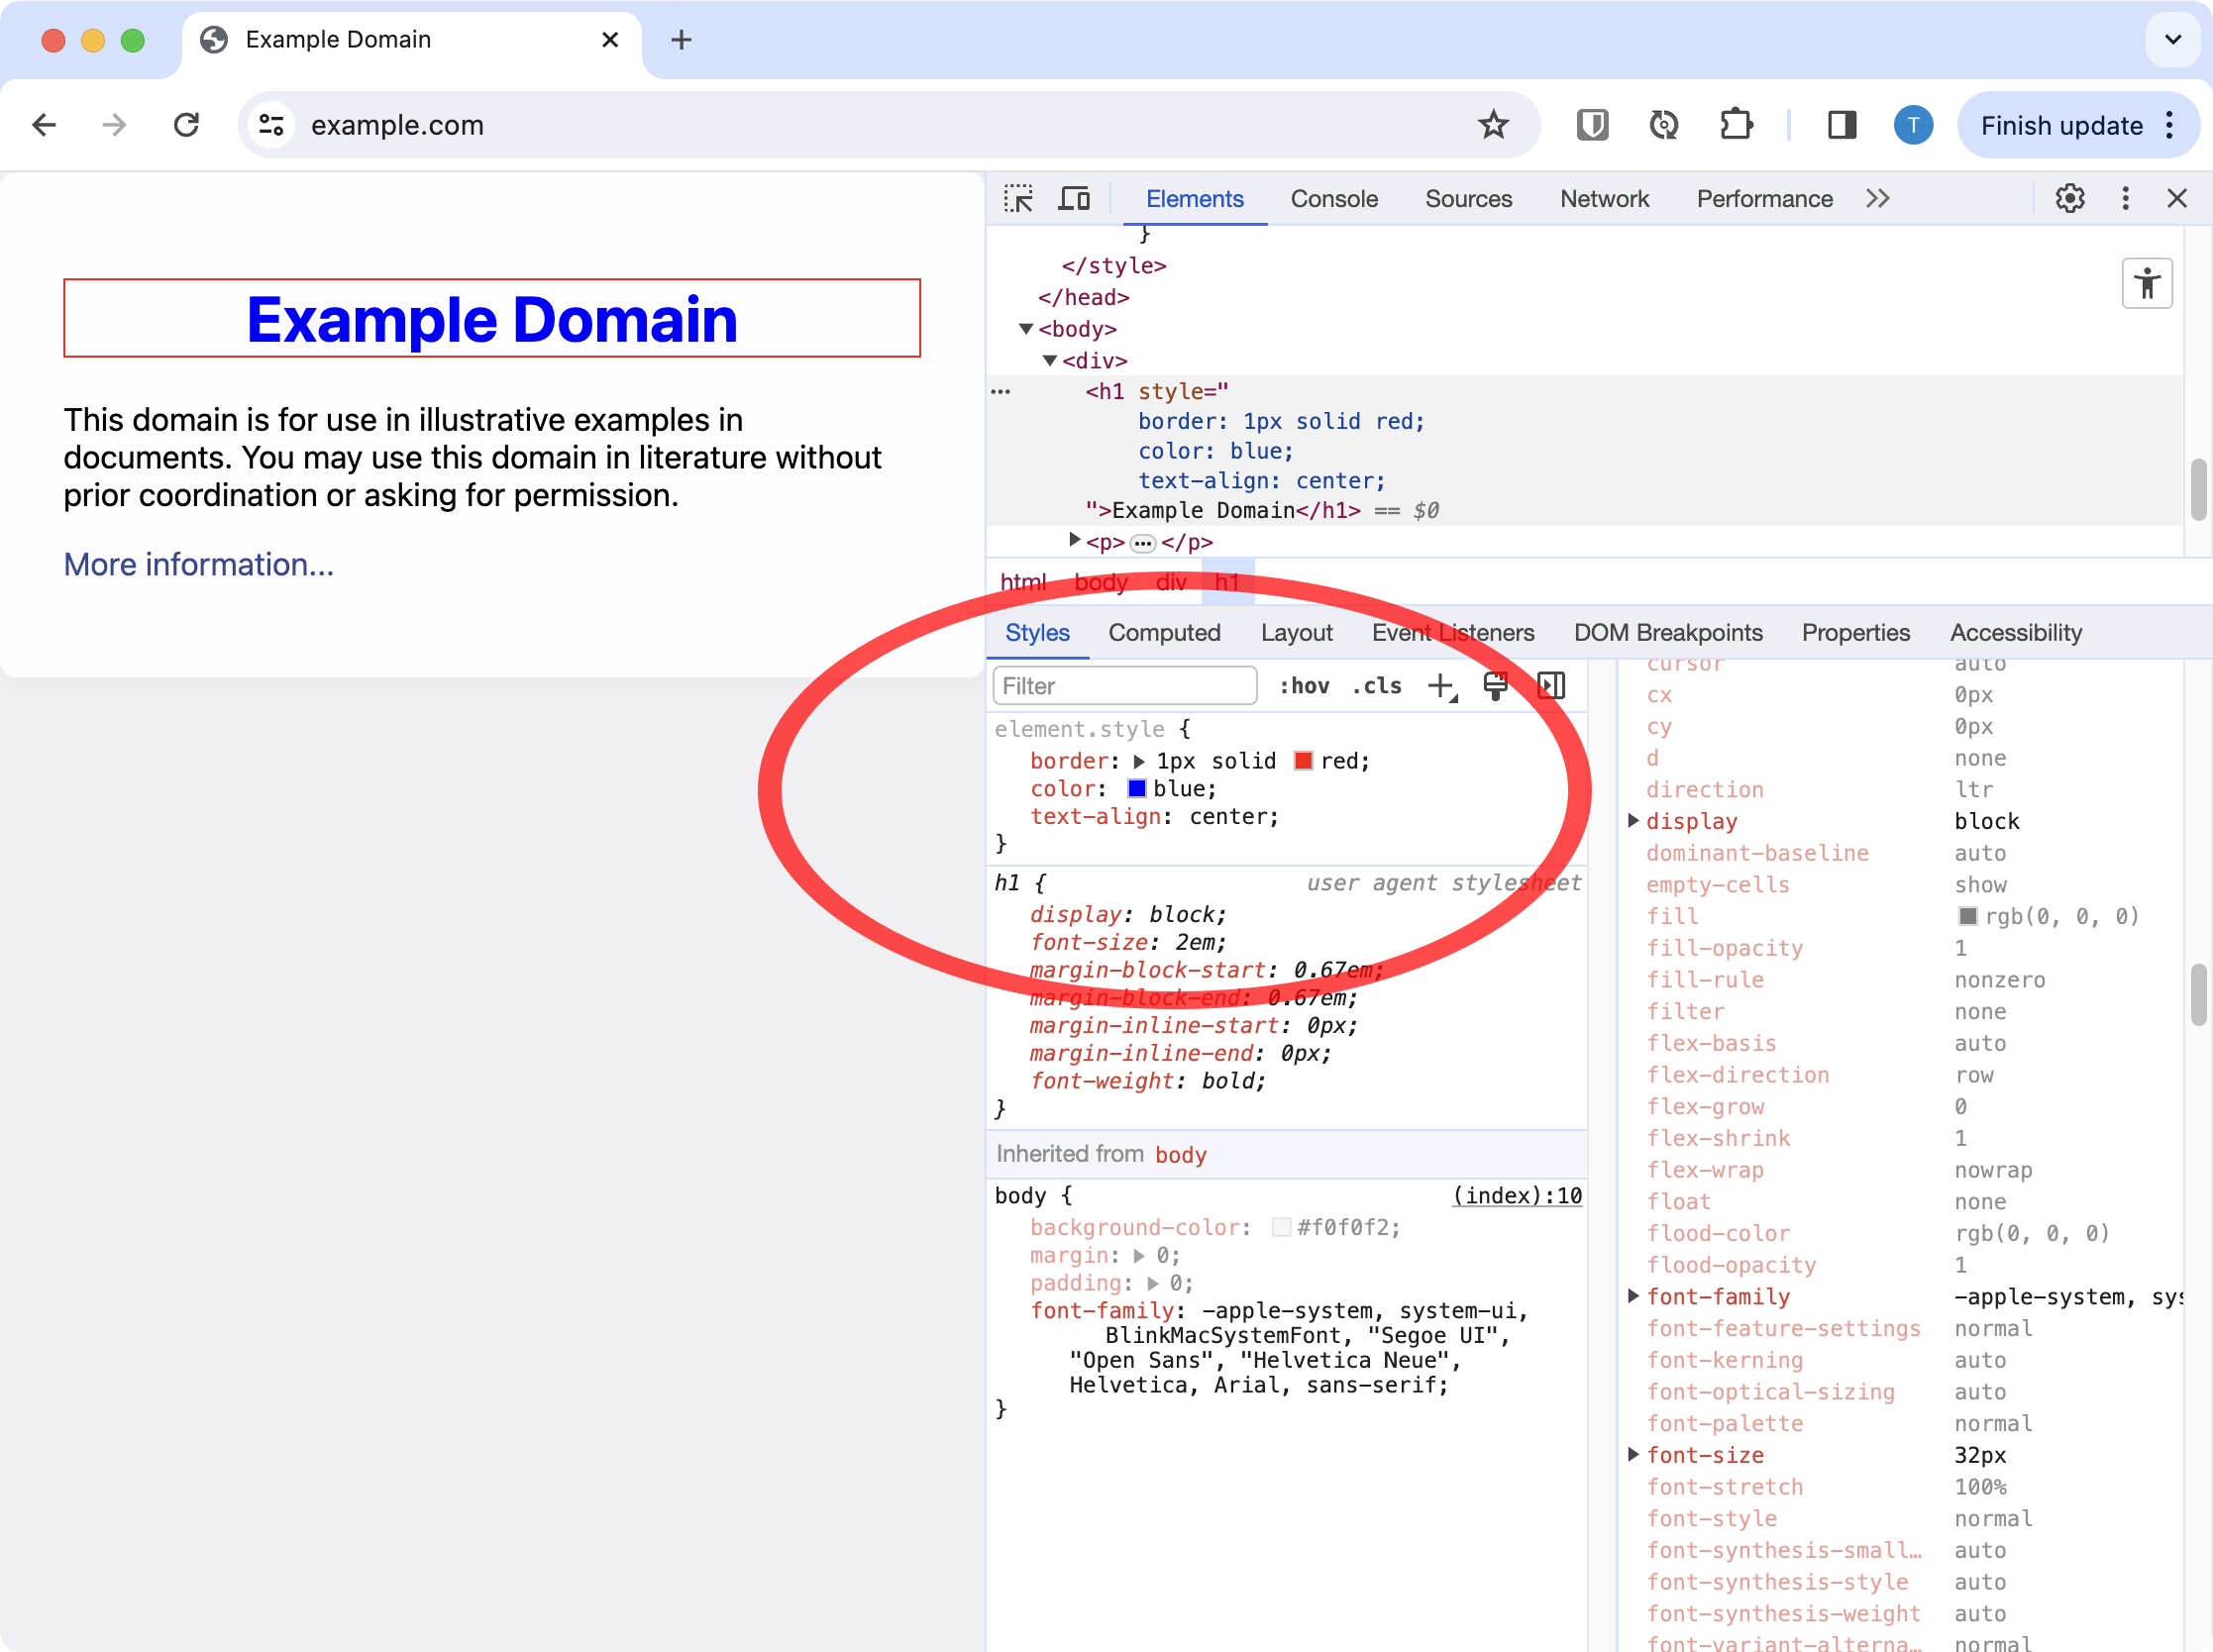 Example Domain
example.com
T
Finish update
Example Domain
This domain is for use in illustrative examples in
documents. You may use this domain in literature without
prior coordination or asking for permission.
More information...
Elements Console Sources Network Performance
}
</style>
</head>
<body>
<div>
<h1 style="
border: 1px solid red;
color: blue;
text-align: center;
">Example Domain</h1> == $0
<p>…</p>
html body div h1
Styles Computed Layout Event Listeners DOM Breakpoints Properties Accessibility
Filter :hov .cls
element.style {
border: 1px solid red;
color: blue;
text-align: center;
}
h1 { user agent stylesheet
display: block;
font-size: 2em;
margin-block-start: 0.67em;
margin-block-end: 0.67em;
margin-inline-start: 0px;
margin-inline-end: 0px;
font-weight: bold;
}
Inherited from body
body { (index):10
background-color: #f0f0f2;
margin: 0;
padding: 0;
font-family: -apple-system, system-ui,
BlinkMacSystemFont, "Segoe UI",
"Open Sans", "Helvetica Neue",
Helvetica, Arial, sans-serif;
}
cursor auto
cx 0px
cy 0px
d none
direction ltr
display block
dominant-baseline auto
empty-cells show
fill rgb(0, 0, 0)
fill-opacity 1
fill-rule nonzero
filter none
flex-basis auto
flex-direction row
flex-grow 0
flex-shrink 1
flex-wrap nowrap
float none
flood-color rgb(0, 0, 0)
flood-opacity 1
font-family -apple-system, sys
font-feature-settings normal
font-kerning auto
font-optical-sizing auto
font-palette normal
font-size 32px
font-stretch 100%
font-style normal
font-synthesis-small… auto
font-synthesis-style auto
font-synthesis-weight auto
font-variant-alterna… normal